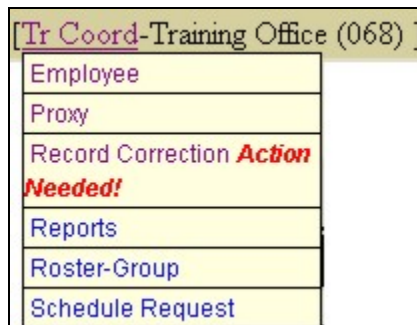 [Tr Coord-Training Office (068) ]
Employee
Proxy
Record Correction Action
Needed!
Reports
Roster-Group
Schedule Request